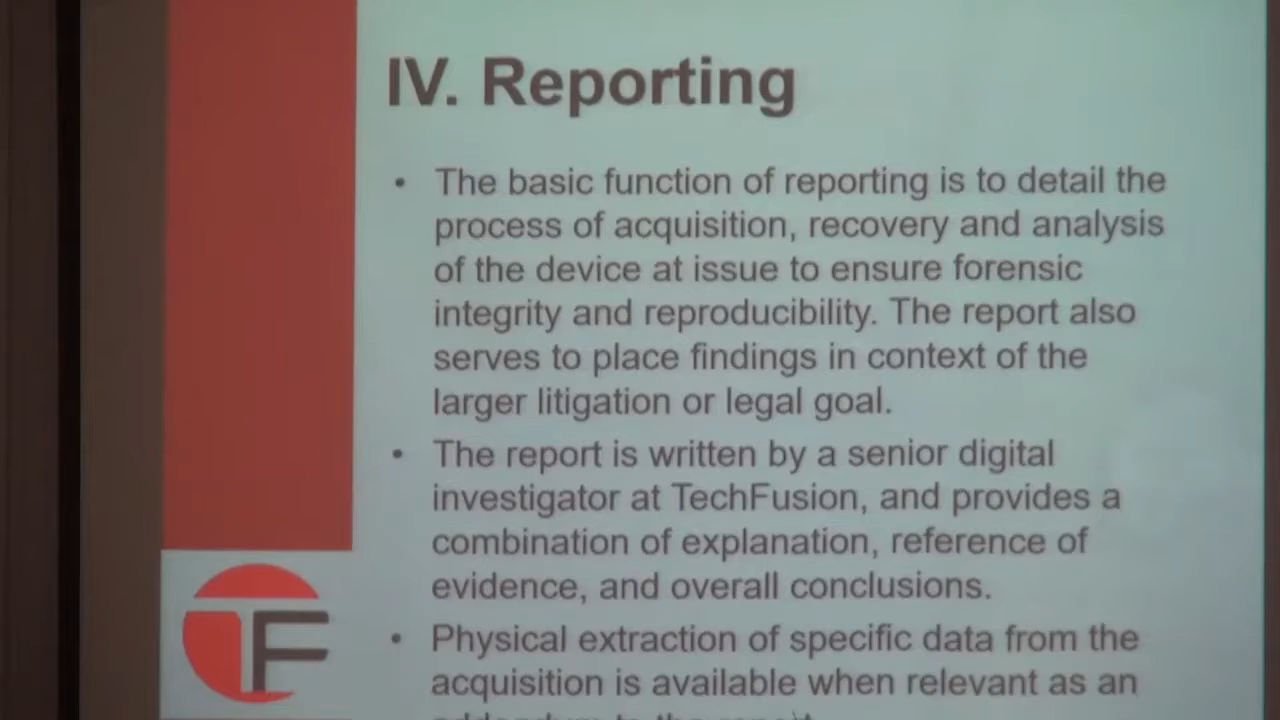 IV. Reporting
• The basic function of reporting is to detail the
process of acquisition, recovery and analysis
of the device at issue to ensure forensic
integrity and reproducibility. The report also
serves to place findings in context of the
larger litigation or legal goal.
• The report is written by a senior digital
investigator at TechFusion, and provides a
combination of explanation, reference of
evidence, and overall conclusions.
• Physical extraction of specific data from the
acquisition is available when relevant as an
TF